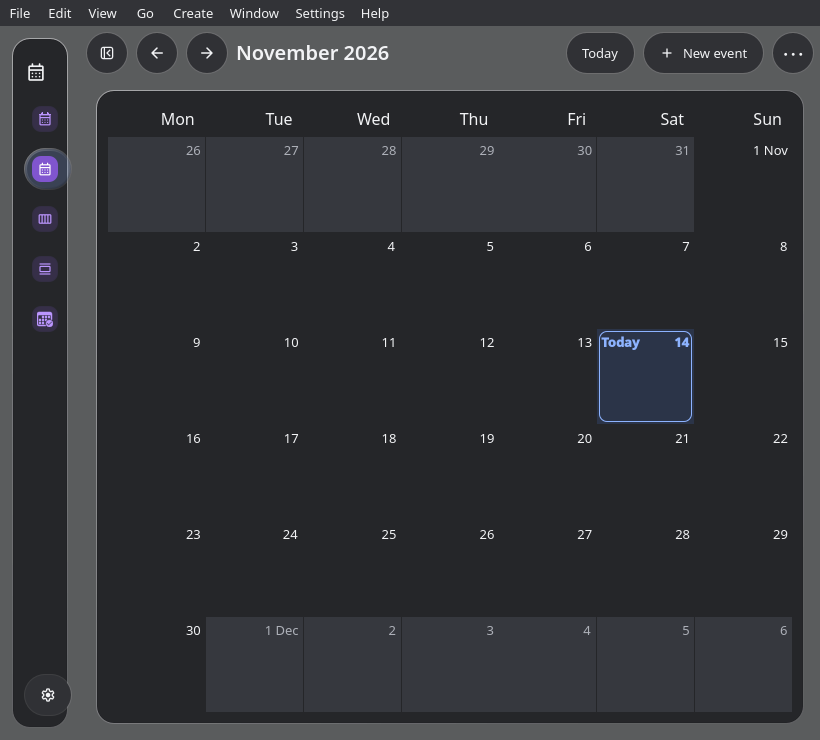 File Edit View Go Create Window Settings Help
November 2026 Today + New event ...
Mon Tue Wed Thu Fri Sat Sun
26 27 28 29 30 31 1 Nov
2 3 4 5 6 7 8
9 10 11 12 13 Today 14 15
16 17 18 19 20 21 22
23 24 25 26 27 28 29
30 1 Dec 2 3 4 5 6